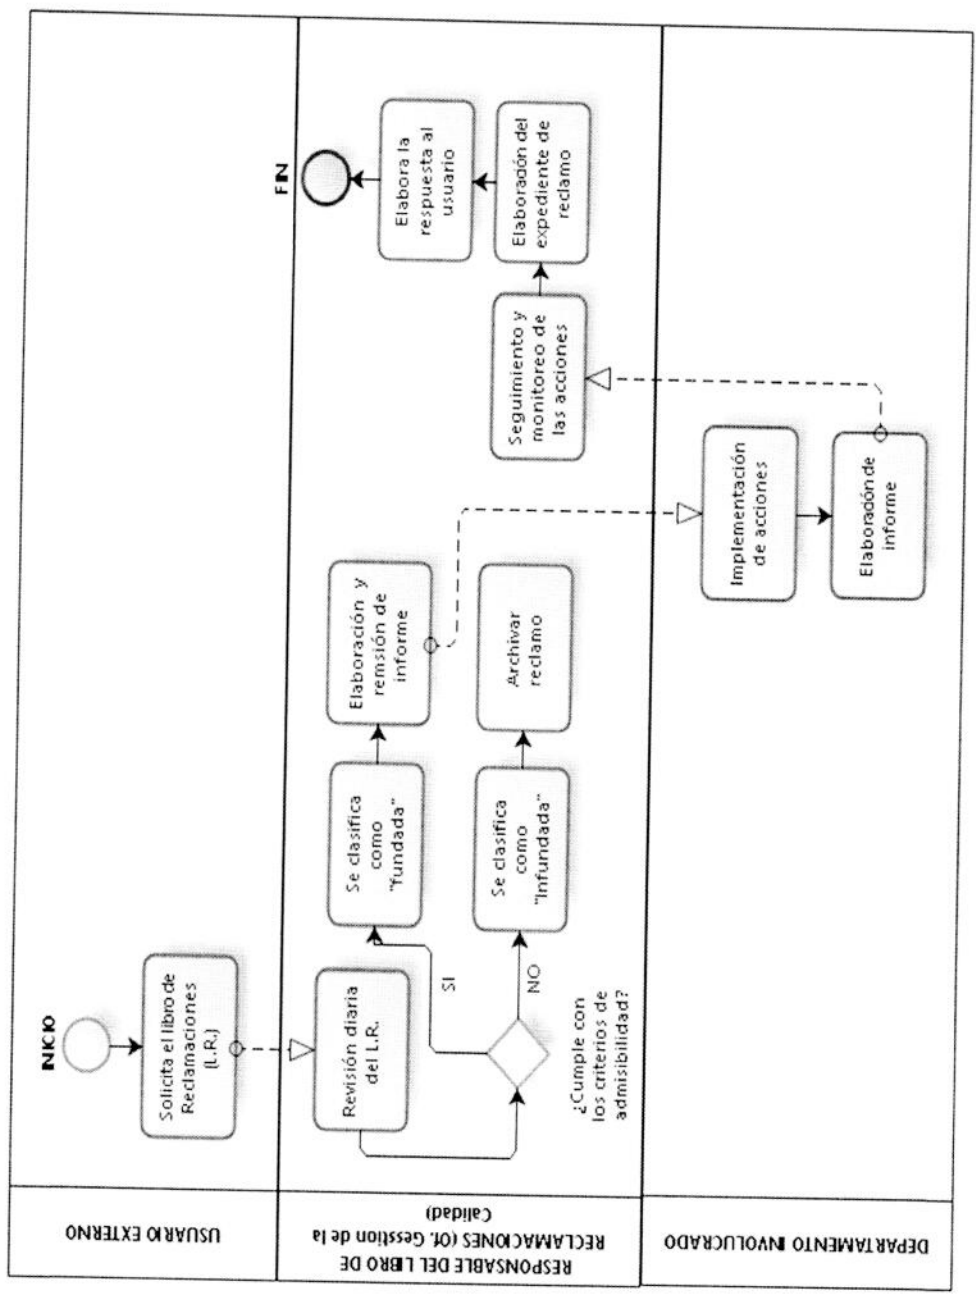 USUARIO EXTERNO
INICIO
Solicita el libro de
Reclamaciones
(L.R.)
RESPONSABLE DEL LIBRO DE
RECLAMACIONES (Of. Gesstion de la
Calidad)
Revisión diaria
del L.R.
¿Cumple con
los criterios de
admisibilidad?
SI
NO
Se clasifica
como
"fundada"
Se clasifica
como
"Infundada"
Elaboración y
remsión de
informe
Archivar
reclamo
Seguimiento y
monitoreo de
las acciones
Elaboración del
expediente de
reclamo
Elabora la
respuesta al
usuario
FIN
DEPARTAMENTO INVOLUCRADO
Implementación
de acciones
Elaboración de
informe